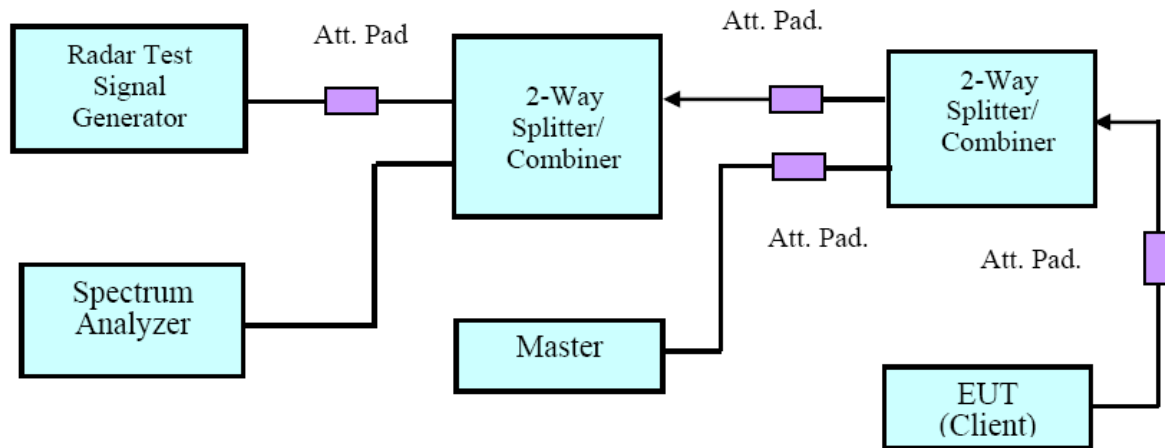 Radar Test
Signal
Generator
Att. Pad
2-Way
Splitter/
Combiner
Att. Pad.
2-Way
Splitter/
Combiner
Att. Pad.
Att. Pad.
Spectrum
Analyzer
Master
EUT
(Client)